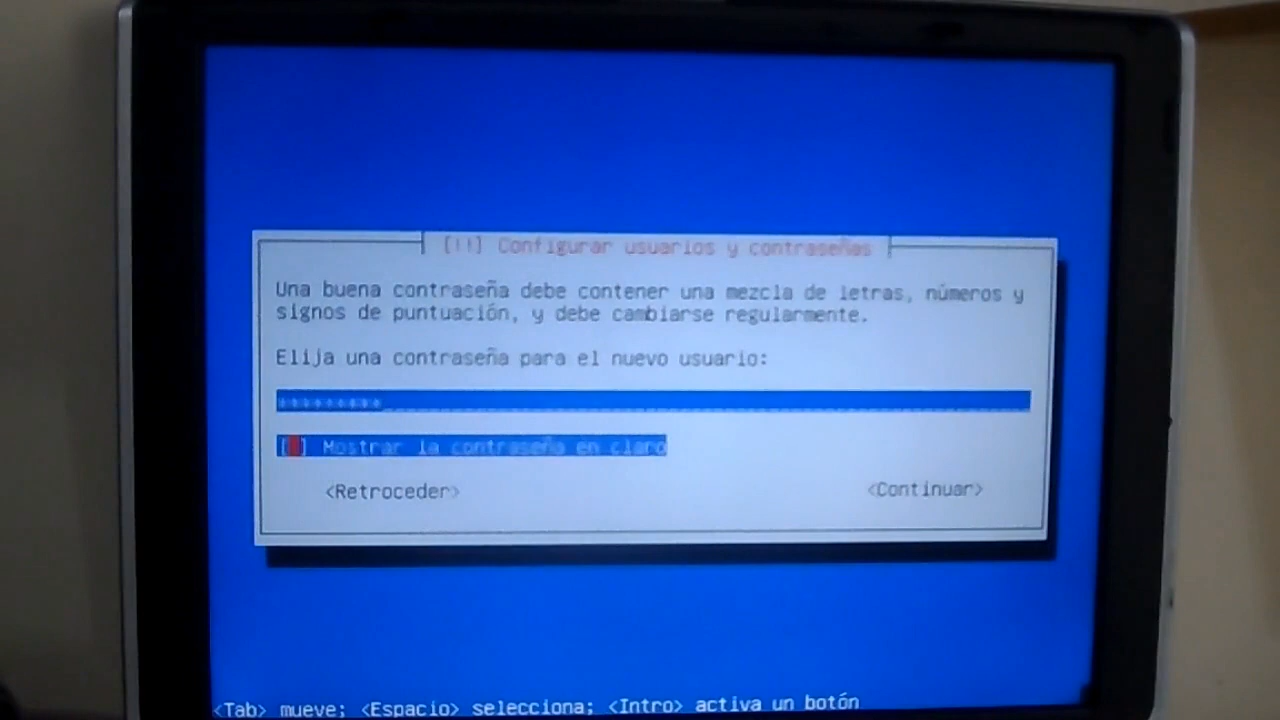 [!!] Configurar usuarios y contraseñas
Una buena contraseña debe contener una mezcla de letras, números y
signos de puntuación, y debe cambiarse regularmente.
Elija una contraseña para el nuevo usuario:
[ ] Mostrar la contraseña en claro
<Retroceder> <Continuar>
<Tab> mueve; <Espacio> selecciona; <Intro> activa un botón